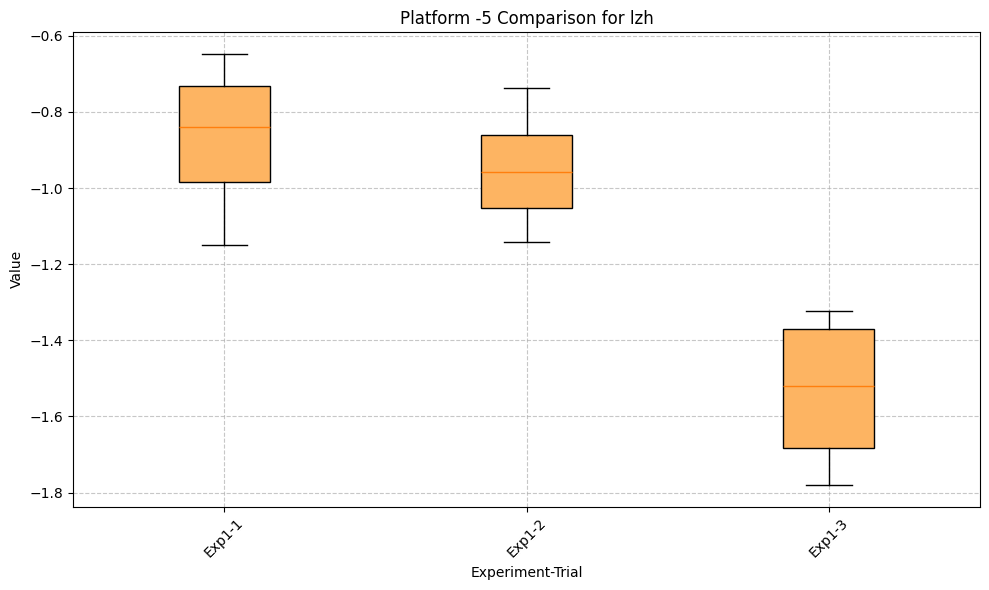 Platform -5 Comparison for lzh
−0.6
−0.8
−1.0
−1.2
−1.4
−1.6
−1.8
Value
Exp1-1
Exp1-2
Exp1-3
Experiment-Trial